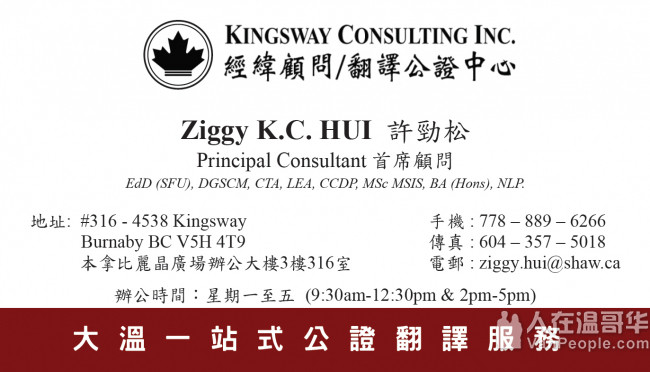 KINGSWAY CONSULTING INC.
經緯顧問/翻譯公證中心
Ziggy K.C. HUI 許勁松
Principal Consultant 首席顧問
EdD (SFU), DGSCM, CTA, LEA, CCDP, MSc MSIS, BA (Hons), NLP.
地址: #316 - 4538 Kingsway
Burnaby BC V5H 4T9
本拿比麗晶廣場辦公大樓3樓316室
手機 : 778 – 889 – 6266
傳真 : 604 – 357 – 5018
電郵 : ziggy.hui@shaw.ca
辦公時間：星期一至五 (9:30am-12:30pm & 2pm-5pm)
大溫一站式公證翻譯服務
人在温哥华
VanPeople.com